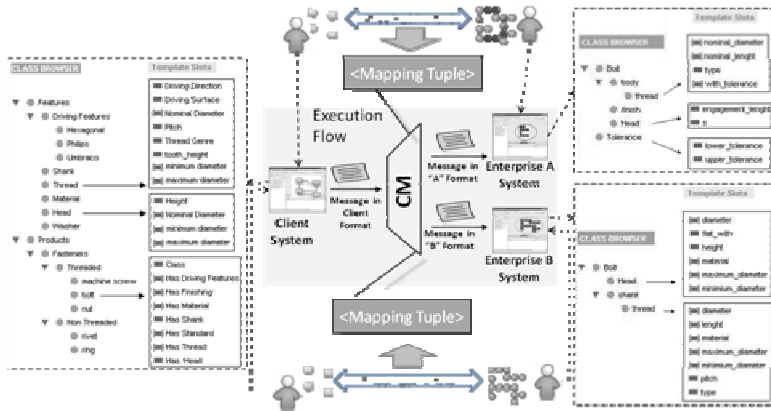 CLASS BROWSER
Template Slots
Features
Driving Features
Hexagonal
Philips
Umbraco
Shank
Thread
Material
Head
Washer
Products
Fasteners
Threaded
machine screw
bolt
nut
Non Threaded
rivet
ring
Driving Direction
Driving Surface
Nominal Diameter
Pitch
Thread Genre
tooth_height
minimum diameter
maximum diameter
Height
Nominal Diameter
minimum diameter
maximum diameter
Class
Has Driving Features
Has Finishing
Has Material
Has Shank
Has Standard
Has Thread
Has Head
<Mapping Tuple>
Execution
Flow
Client
System
Message in
Client
Format
CM
Message in
"A" Format
Enterprise A
System
Message in
"B" Format
Enterprise B
System
<Mapping Tuple>
Template Slots
CLASS BROWSER
Bolt
body
thread
finish
Head
Tolerance
nominal_diameter
nominal_lenght
type
with_tolerance
engagement_lenght
s
lower_tolerance
upper_tolerance
Template Slots
CLASS BROWSER
Bolt
Head
shank
thread
diameter
flat_with
height
material
maximum_diameter
minimium_diameter
diameter
lenght
material
maximum_diameter
minimium_diameter
pitch
type